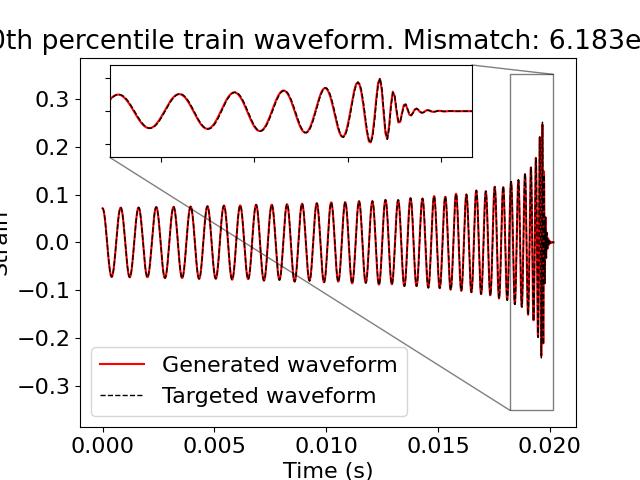 0th percentile train waveform. Mismatch: 6.183e
0.3
0.2
0.1
0.0
−0.1
−0.2
−0.3
Strain
Generated waveform
Targeted waveform
0.000 0.005 0.010 0.015 0.020
Time (s)